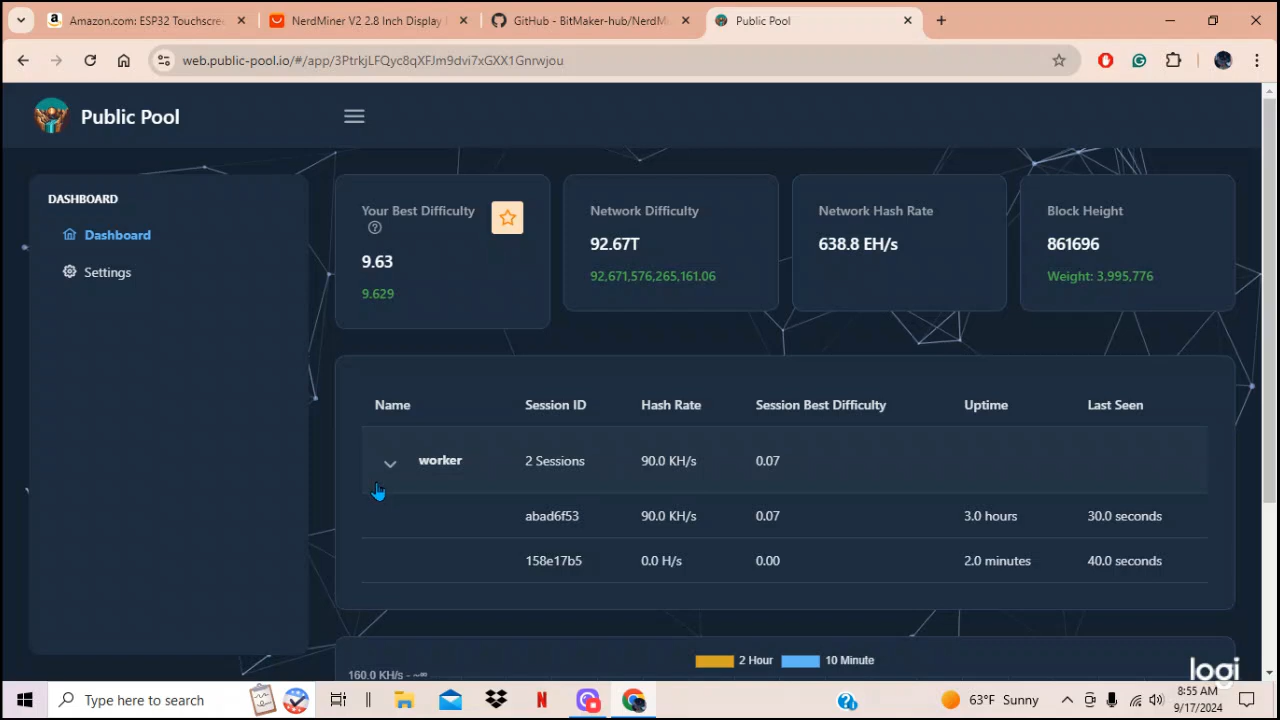 Amazon.com: ESP32 Touchscree
NerdMiner V2 2.8 Inch Display
GitHub - BitMaker-hub/NerdMi
Public Pool
web.public-pool.io/#/app/3PtrkjLFQyc8qXFJm9dvi7xGXX1Gnrwjou
Public Pool
DASHBOARD
Dashboard
Settings
Your Best Difficulty
9.63
9.629
Network Difficulty
92.67T
92,671,576,265,161.06
Network Hash Rate
638.8 EH/s
Block Height
861696
Weight: 3,995,776
Name Session ID Hash Rate Session Best Difficulty Uptime Last Seen
worker 2 Sessions 90.0 KH/s 0.07
abad6f53 90.0 KH/s 0.07 3.0 hours 30.0 seconds
158e17b5 0.0 H/s 0.00 2.0 minutes 40.0 seconds
2 Hour 10 Minute
160.0 KH/s
logi
Type here to search
63°F Sunny
8:55 AM
9/17/2024